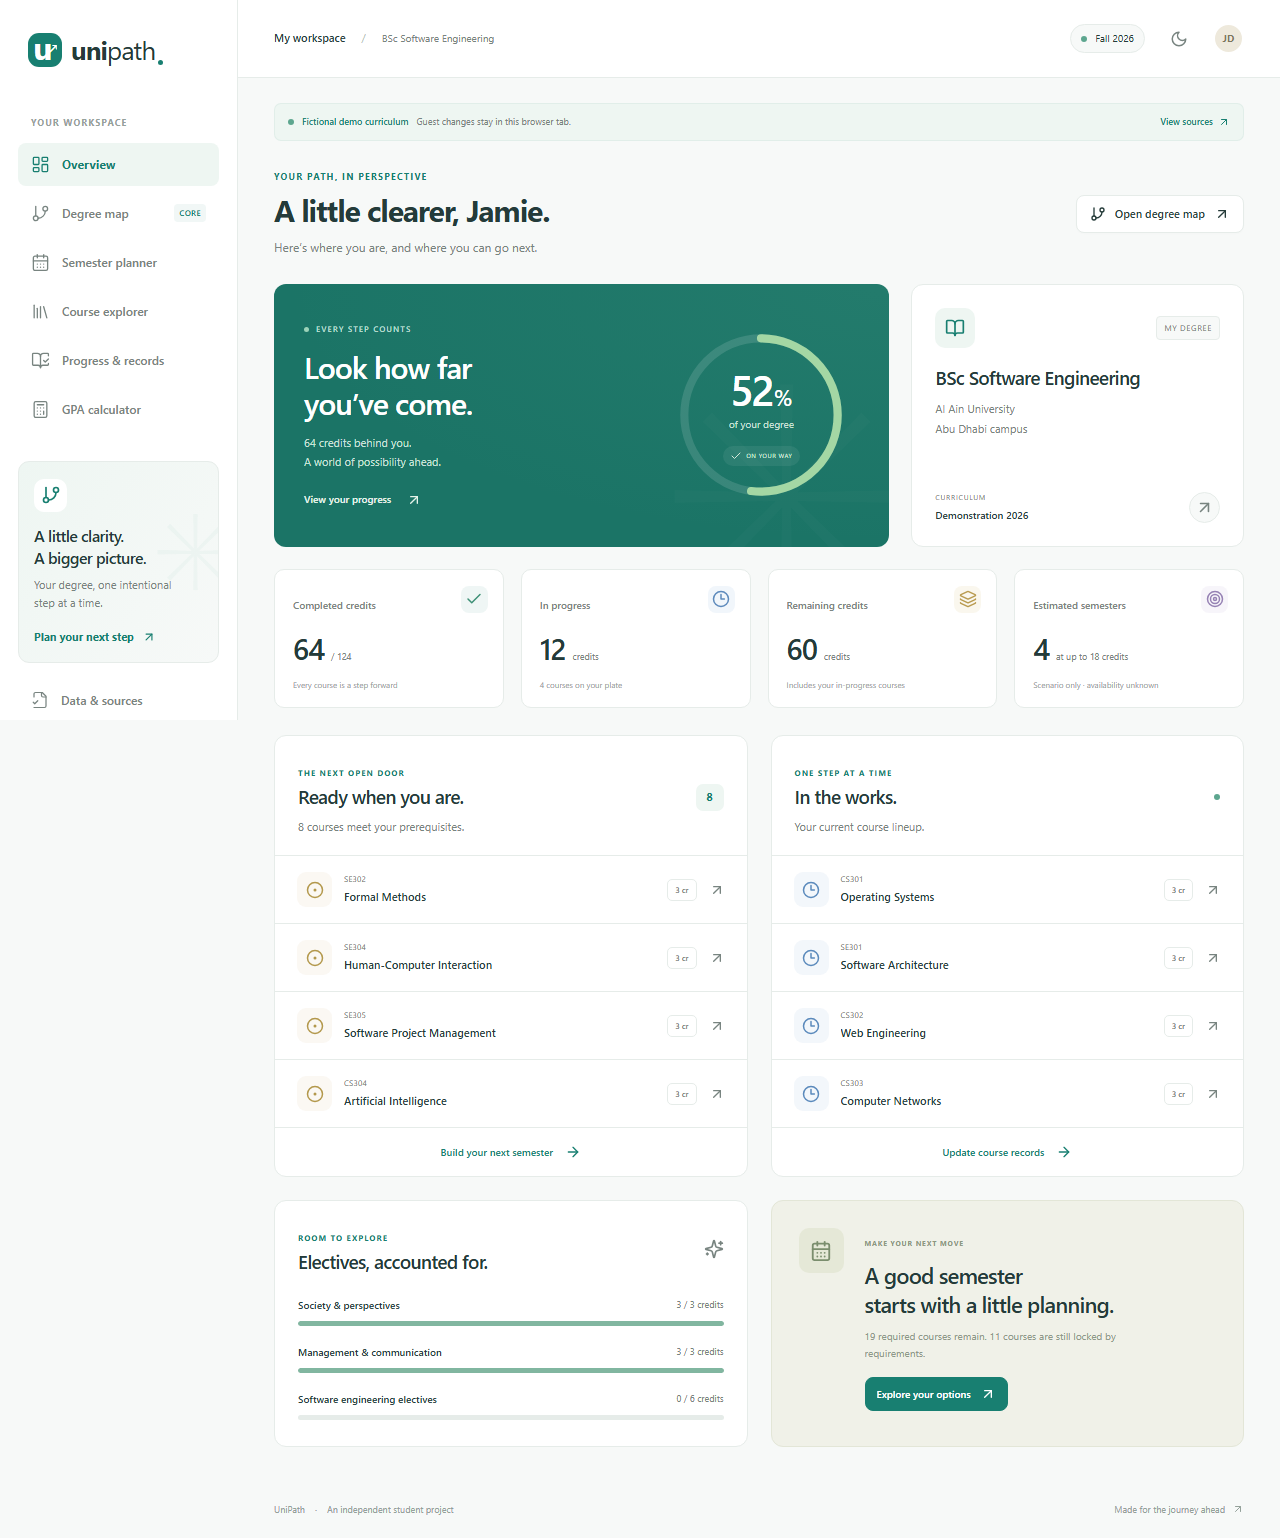 unipath.
YOUR WORKSPACE
Overview
Degree map CORE
Semester planner
Course explorer
Progress & records
GPA calculator
A little clarity.
A bigger picture.
Your degree, one intentional
step at a time.
Plan your next step
Data & sources
My workspace / BSc Software Engineering
Fall 2026
JD
Fictional demo curriculum Guest changes stay in this browser tab.
View sources
YOUR PATH, IN PERSPECTIVE
A little clearer, Jamie.
Here's where you are, and where you can go next.
Open degree map
EVERY STEP COUNTS
Look how far
you've come.
64 credits behind you.
A world of possibility ahead.
View your progress
52%
of your degree
ON YOUR WAY
MY DEGREE
BSc Software Engineering
Al Ain University
Abu Dhabi campus
CURRICULUM
Demonstration 2026
Completed credits
64 / 124
Every course is a step forward
In progress
12 credits
4 courses on your plate
Remaining credits
60 credits
Includes your in-progress courses
Estimated semesters
4 at up to 18 credits
Scenario only · availability unknown
THE NEXT OPEN DOOR
Ready when you are.
8
8 courses meet your prerequisites.
SE302
Formal Methods
3 cr
SE304
Human-Computer Interaction
3 cr
SE305
Software Project Management
3 cr
CS304
Artificial Intelligence
3 cr
Build your next semester
ONE STEP AT A TIME
In the works.
Your current course lineup.
CS301
Operating Systems
3 cr
SE301
Software Architecture
3 cr
CS302
Web Engineering
3 cr
CS303
Computer Networks
3 cr
Update course records
ROOM TO EXPLORE
Electives, accounted for.
Society & perspectives 3 / 3 credits
Management & communication 3 / 3 credits
Software engineering electives 0 / 6 credits
MAKE YOUR NEXT MOVE
A good semester
starts with a little planning.
19 required courses remain. 11 courses are still locked by
requirements.
Explore your options
UniPath · An independent student project
Made for the journey ahead